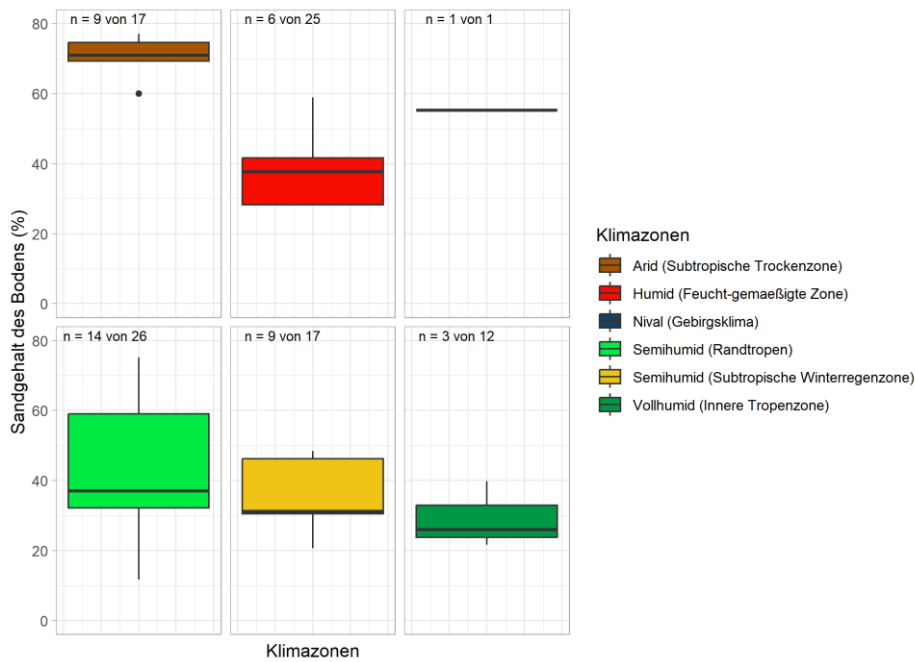 n = 9 von 17
n = 6 von 25
n = 1 von 1
80
60
40
20
0
n = 14 von 26
n = 9 von 17
n = 3 von 12
80
60
40
20
0
Sandgehalt des Bodens (%)
Klimazonen
Klimazonen
Arid (Subtropische Trockenzone)
Humid (Feucht-gemaeßigte Zone)
Nival (Gebirgsklima)
Semihumid (Randtropen)
Semihumid (Subtropische Winterregenzone)
Vollhumid (Innere Tropenzone)